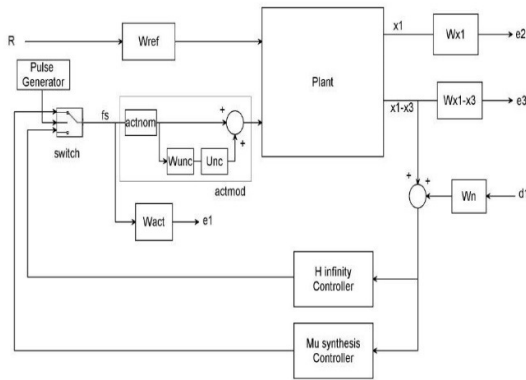 R
Wref
Plant
x1
Wx1
e2
Pulse
Generator
x1-x3
Wx1-x3
e3
switch
fs
actnom
+
+
Wunc
Unc
actmod
Wact
e1
+
+
Wn
d1
H infinity
Controller
Mu synthesis
Controller